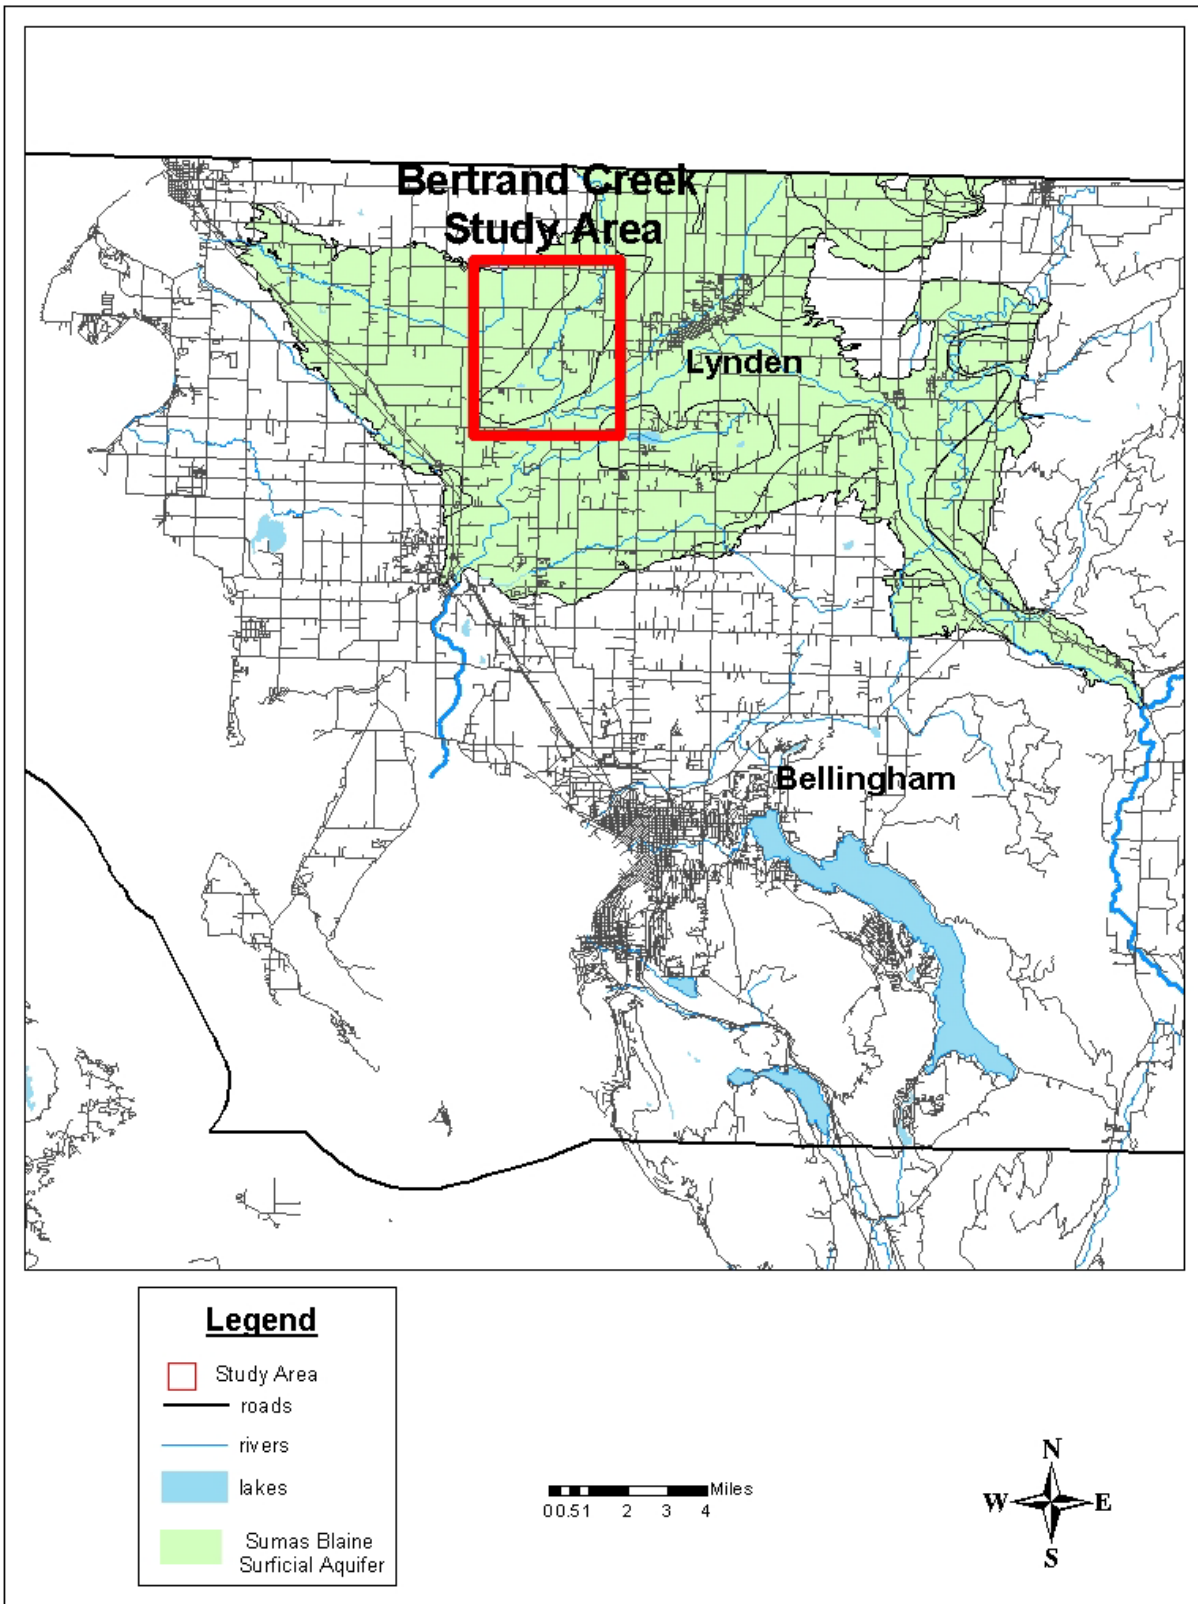 Bertrand Creek
Study Area
Lynden
Bellingham
Legend
Study Area
roads
rivers
lakes
Sumas Blaine
Surficial Aquifer
Miles
0 0.5 1 2 3 4
N
W E
S